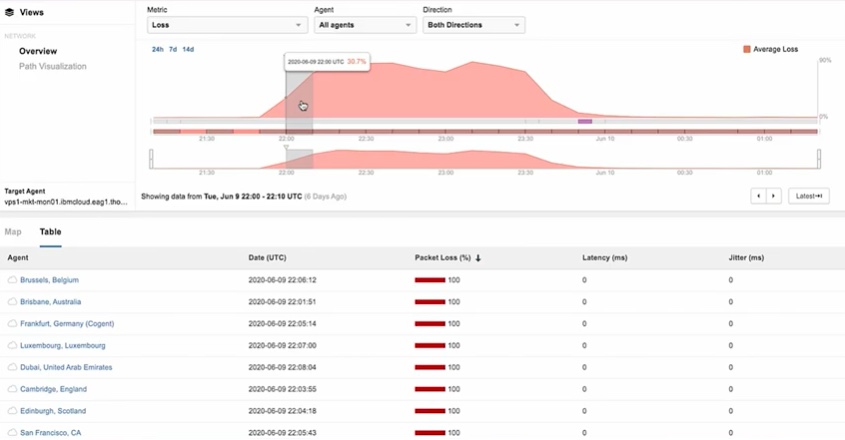 Views
NETWORK
Overview
Path Visualization
Target Agent
vps1-mkt-mon01.ibmcloud.eag1.tho...
Metric
Agent
Direction
Loss
All agents
Both Directions
24h 7d 14d
Average Loss
2020-06-09 22:00 UTC 30.7%
90%
0%
21:30 22:00 22:30 23:00 23:30 Jun 10 00:30 01:00
21:30 22:00 22:30 23:00 23:30 Jun 10 00:30 01:00
Showing data from Tue, Jun 9 22:00 - 22:10 UTC (6 Days Ago)
Latest
Map Table
Agent Date (UTC) Packet Loss (%) Latency (ms) Jitter (ms)
Brussels, Belgium 2020-06-09 22:06:12 100 0 0
Brisbane, Australia 2020-06-09 22:01:51 100 0 0
Frankfurt, Germany (Cogent) 2020-06-09 22:05:14 100 0 0
Luxembourg, Luxembourg 2020-06-09 22:07:00 100 0 0
Dubai, United Arab Emirates 2020-06-09 22:08:04 100 0 0
Cambridge, England 2020-06-09 22:03:55 100 0 0
Edinburgh, Scotland 2020-06-09 22:04:18 100 0 0
San Francisco, CA 2020-06-09 22:05:43 100 0 0